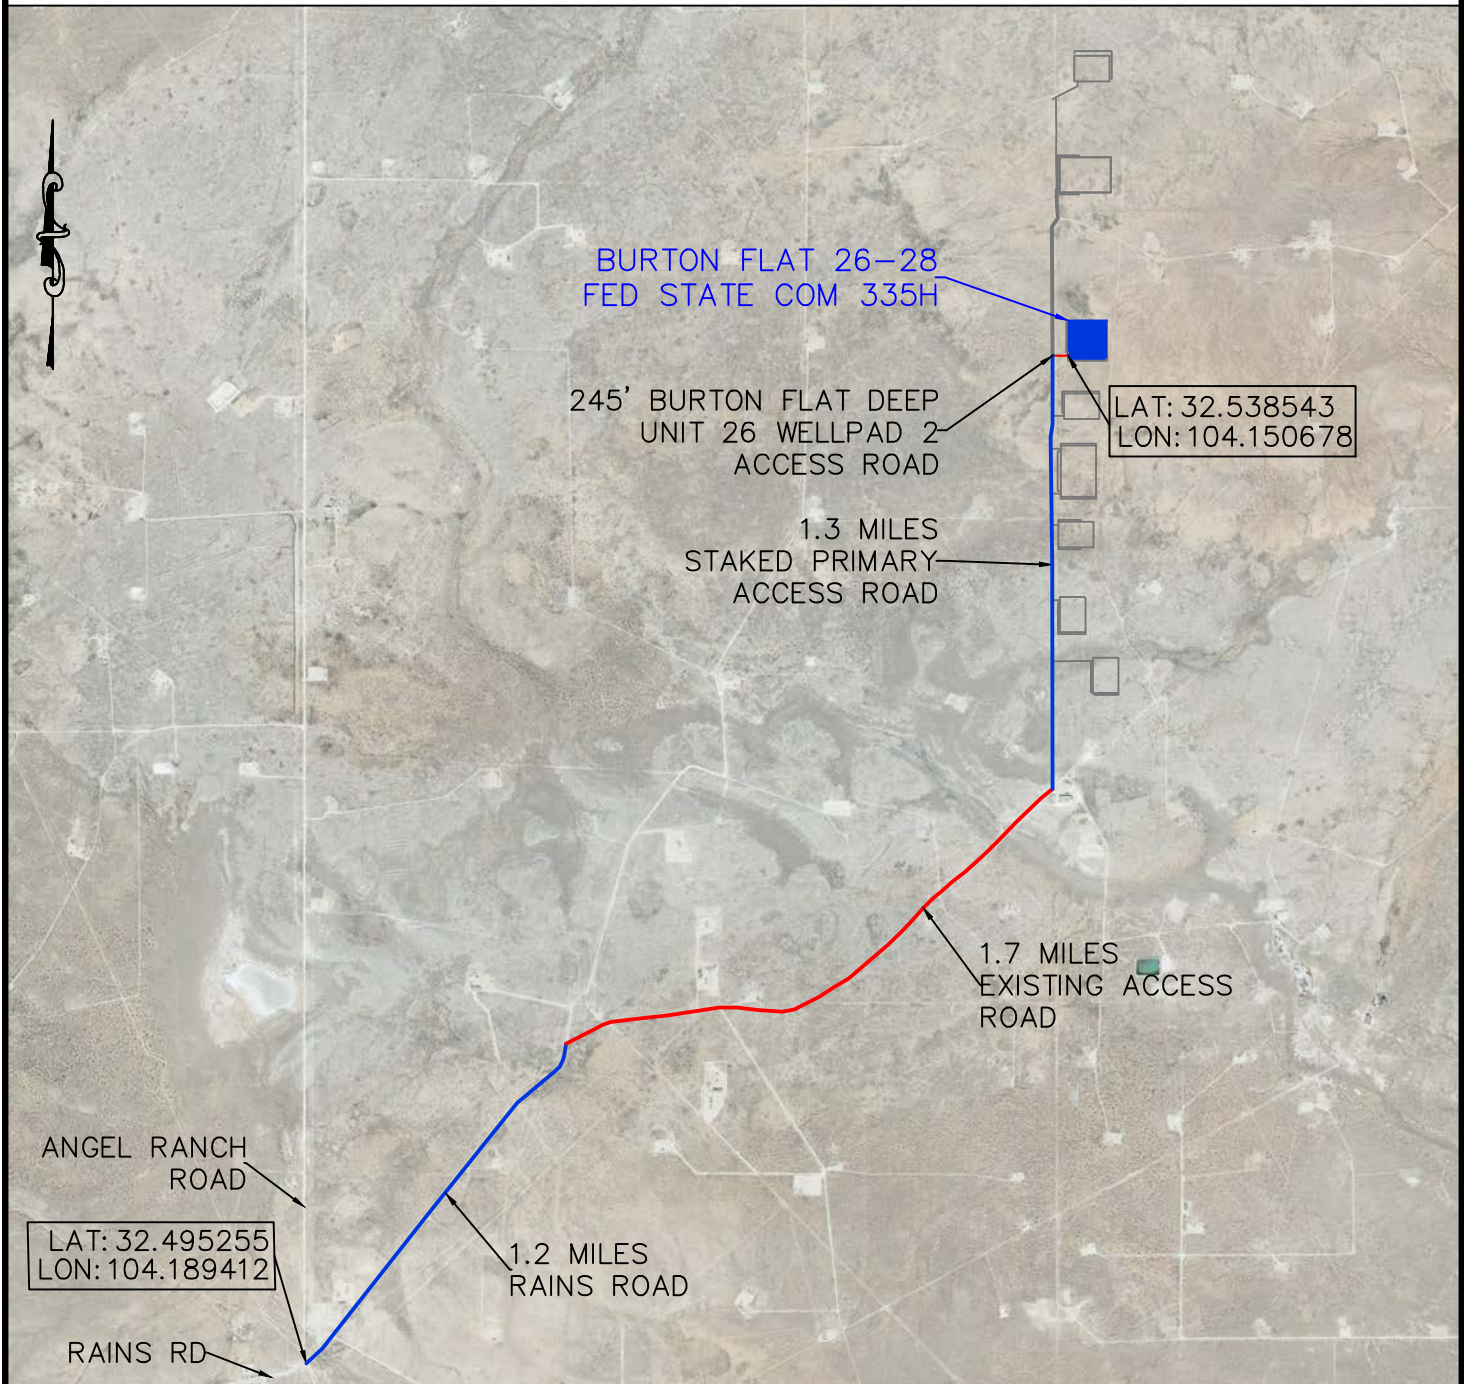 BURTON FLAT 26-28
FED STATE COM 335H
245' BURTON FLAT DEEP
UNIT 26 WELLPAD 2
ACCESS ROAD
LAT: 32.538543
LON: 104.150678
1.3 MILES
STAKED PRIMARY
ACCESS ROAD
1.7 MILES
EXISTING ACCESS
ROAD
ANGEL RANCH
ROAD
LAT: 32.495255
LON: 104.189412
1.2 MILES
RAINS ROAD
RAINS RD